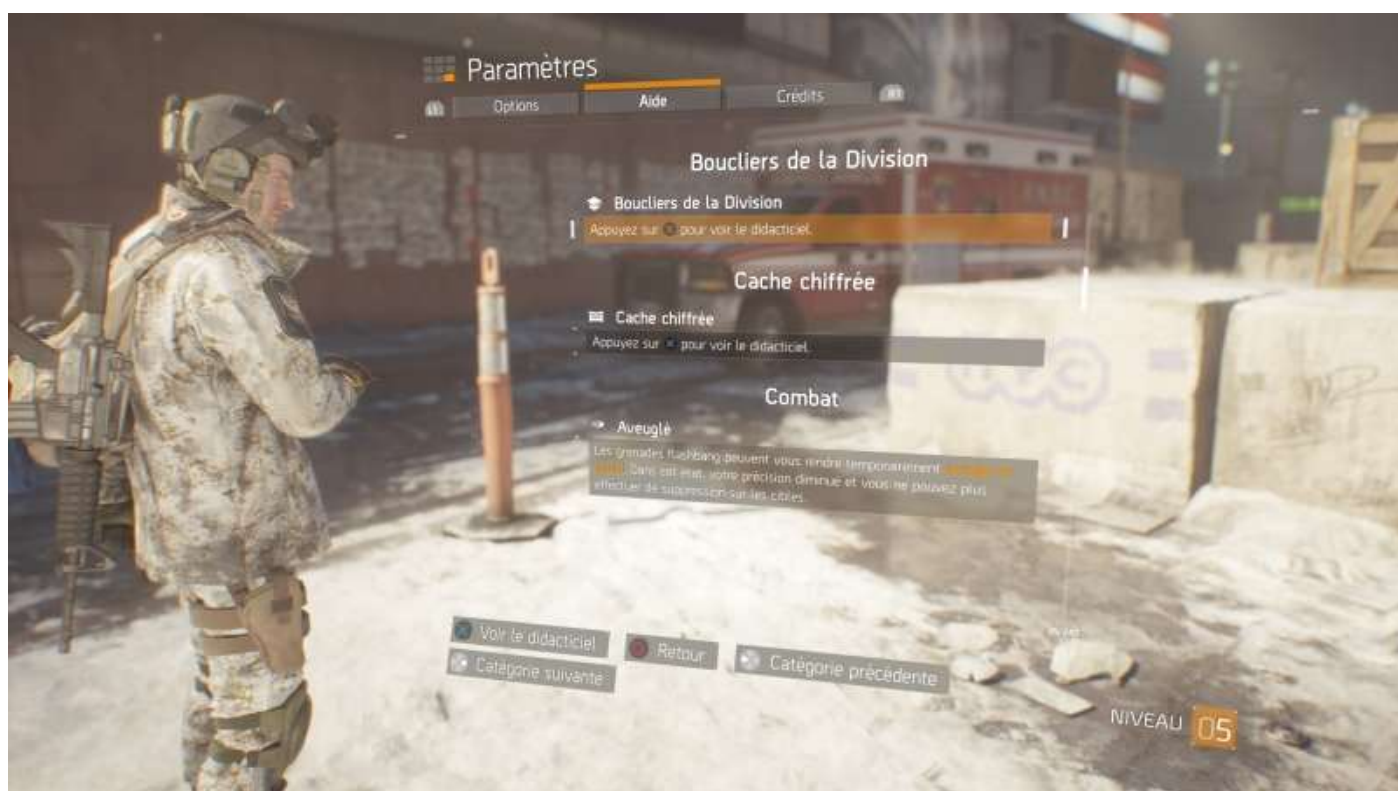 Paramètres
Options
Aide
Crédits
Boucliers de la Division
Boucliers de la Division
Appuyez sur pour voir le didacticiel.
Cache chiffrée
Cache chiffrée
Appuyez sur pour voir le didacticiel.
Combat
Aveuglé
Les grenades flashbang peuvent vous rendre temporairement
Dans cet état, votre précision diminue et vous ne pouvez plus
effectuer de suppression sur les cibles.
Voir le didacticiel
Retour
Catégorie précédente
Catégorie suivante
NIVEAU 05